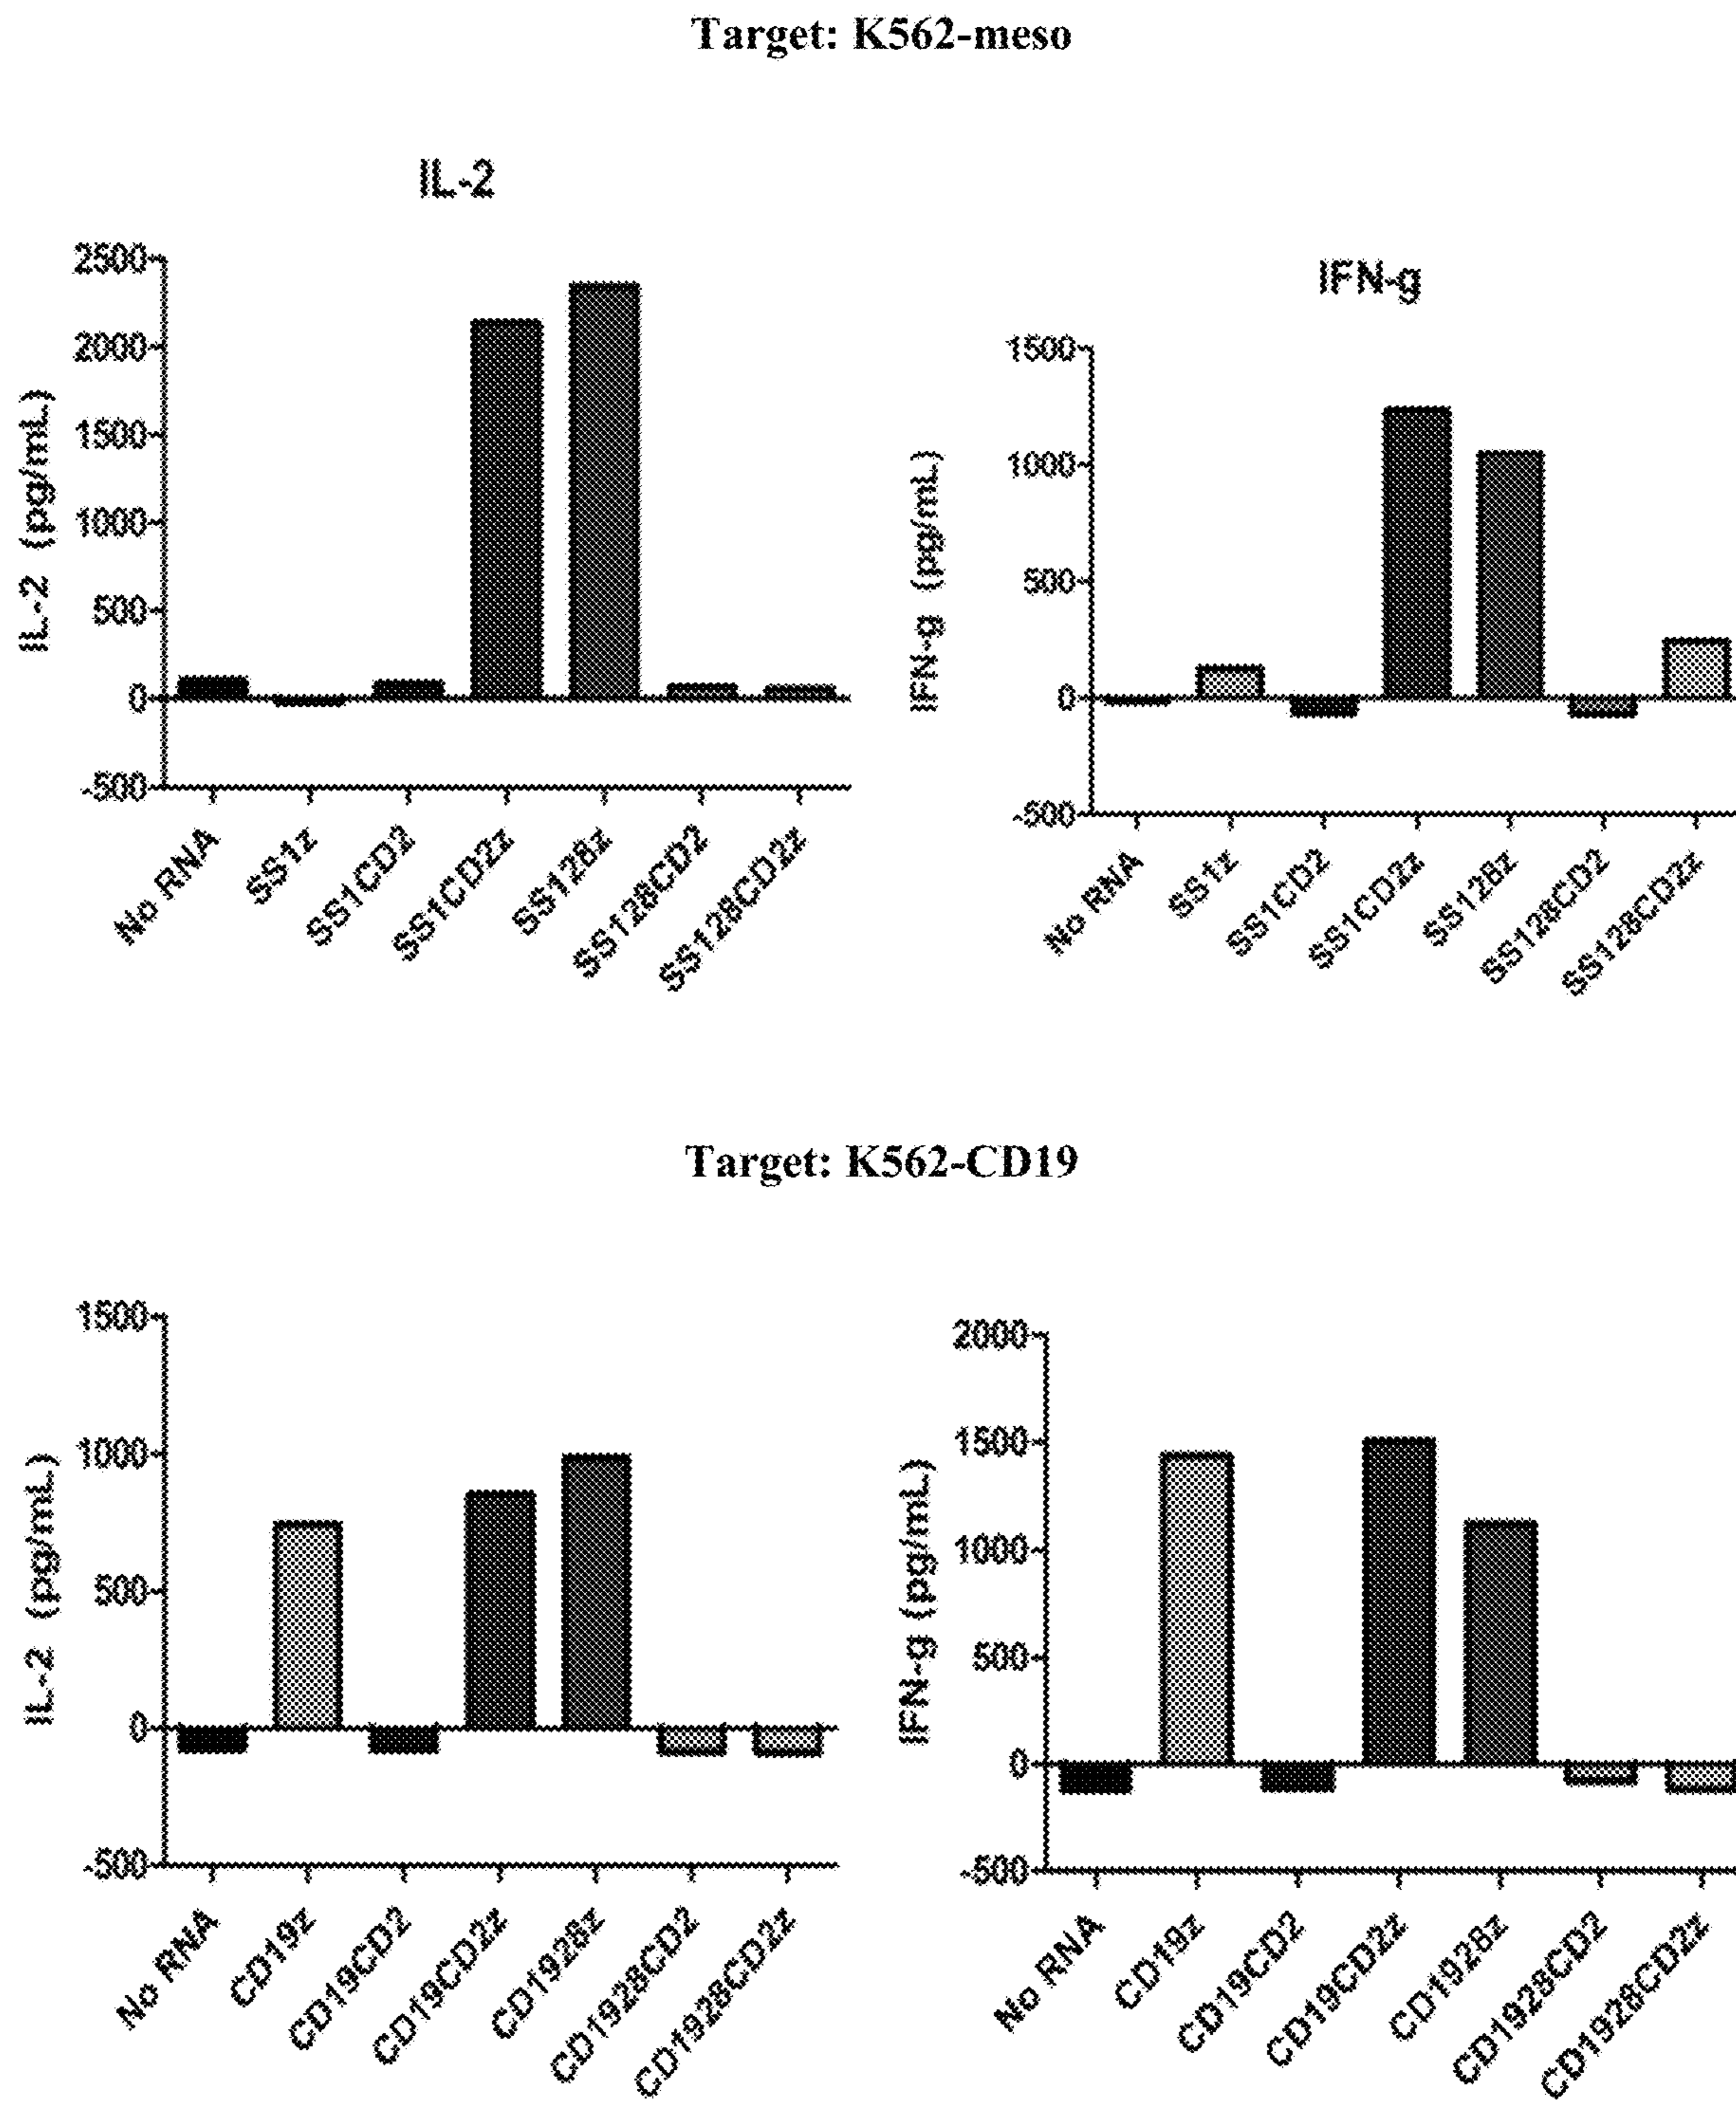 Target: K562-meso
IL-2
2500
2000
1500
1000
500
0
-500
IL-2 (pg/mL)
No RNA
SS1z
SS1CD2
SS1CD2z
SS128z
SS128CD2
SS128CD2z
IFN-g
1500
1000
500
0
-500
IFN-g (pg/mL)
No RNA
SS1z
SS1CD2
SS1CD2z
SS128z
SS128CD2
SS128CD2z
Target: K562-CD19
1500
1000
500
0
-500
IL-2 (pg/mL)
No RNA
CD19z
CD19CD2
CD19CD2z
CD1928z
CD1928CD2
CD1928CD2z
2000
1500
1000
500
0
-500
IFN-g (pg/mL)
No RNA
CD19z
CD19CD2
CD19CD2z
CD1928z
CD1928CD2
CD1928CD2z